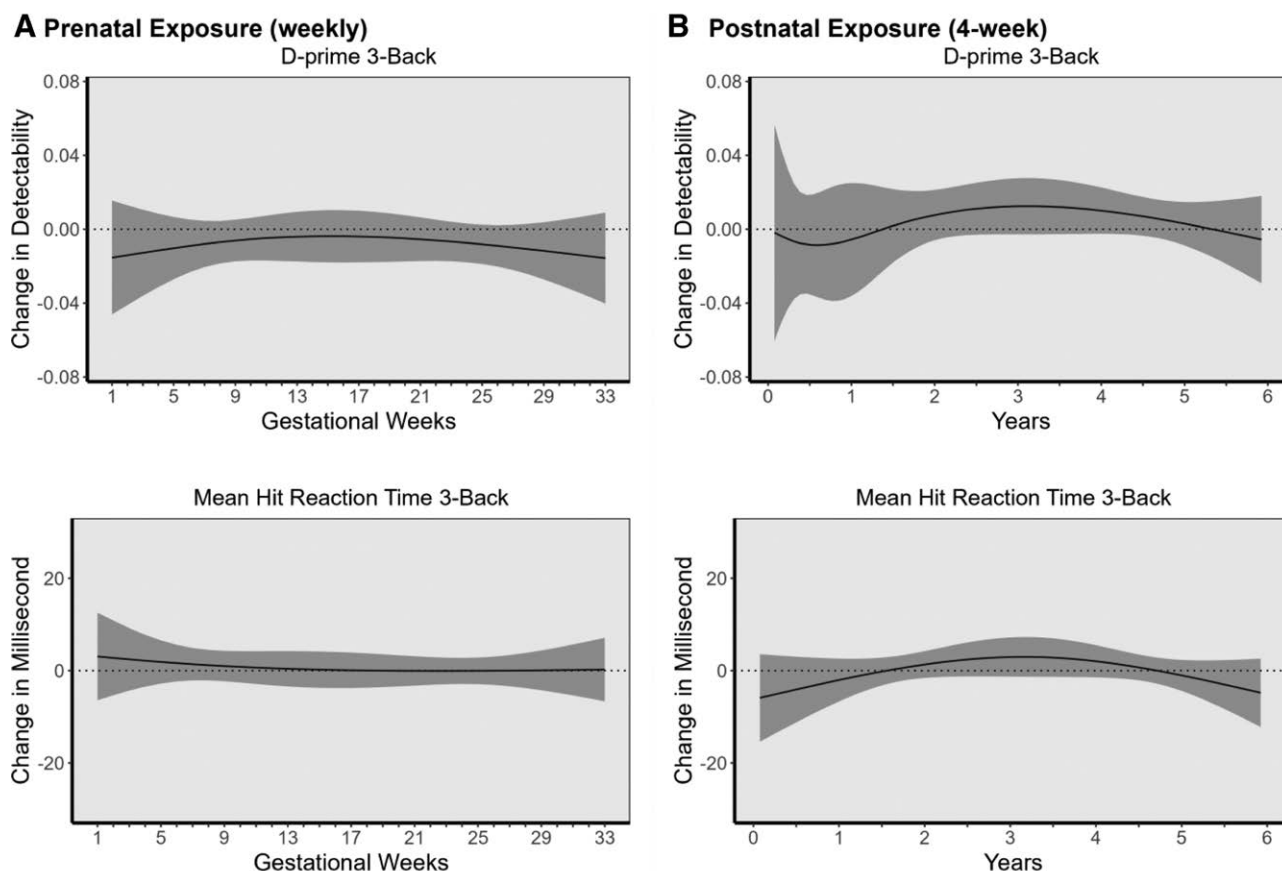 A Prenatal Exposure (weekly)
D-prime 3-Back
0.08
0.04
0.00
-0.04
-0.08
Change in Detectability
1 5 9 13 17 21 25 29 33
Gestational Weeks
B Postnatal Exposure (4-week)
D-prime 3-Back
0.08
0.04
0.00
-0.04
-0.08
Change in Detectability
0 1 2 3 4 5 6
Years
Mean Hit Reaction Time 3-Back
20
0
-20
Change in Millisecond
1 5 9 13 17 21 25 29 33
Gestational Weeks
Mean Hit Reaction Time 3-Back
20
0
-20
Change in Millisecond
0 1 2 3 4 5 6
Years